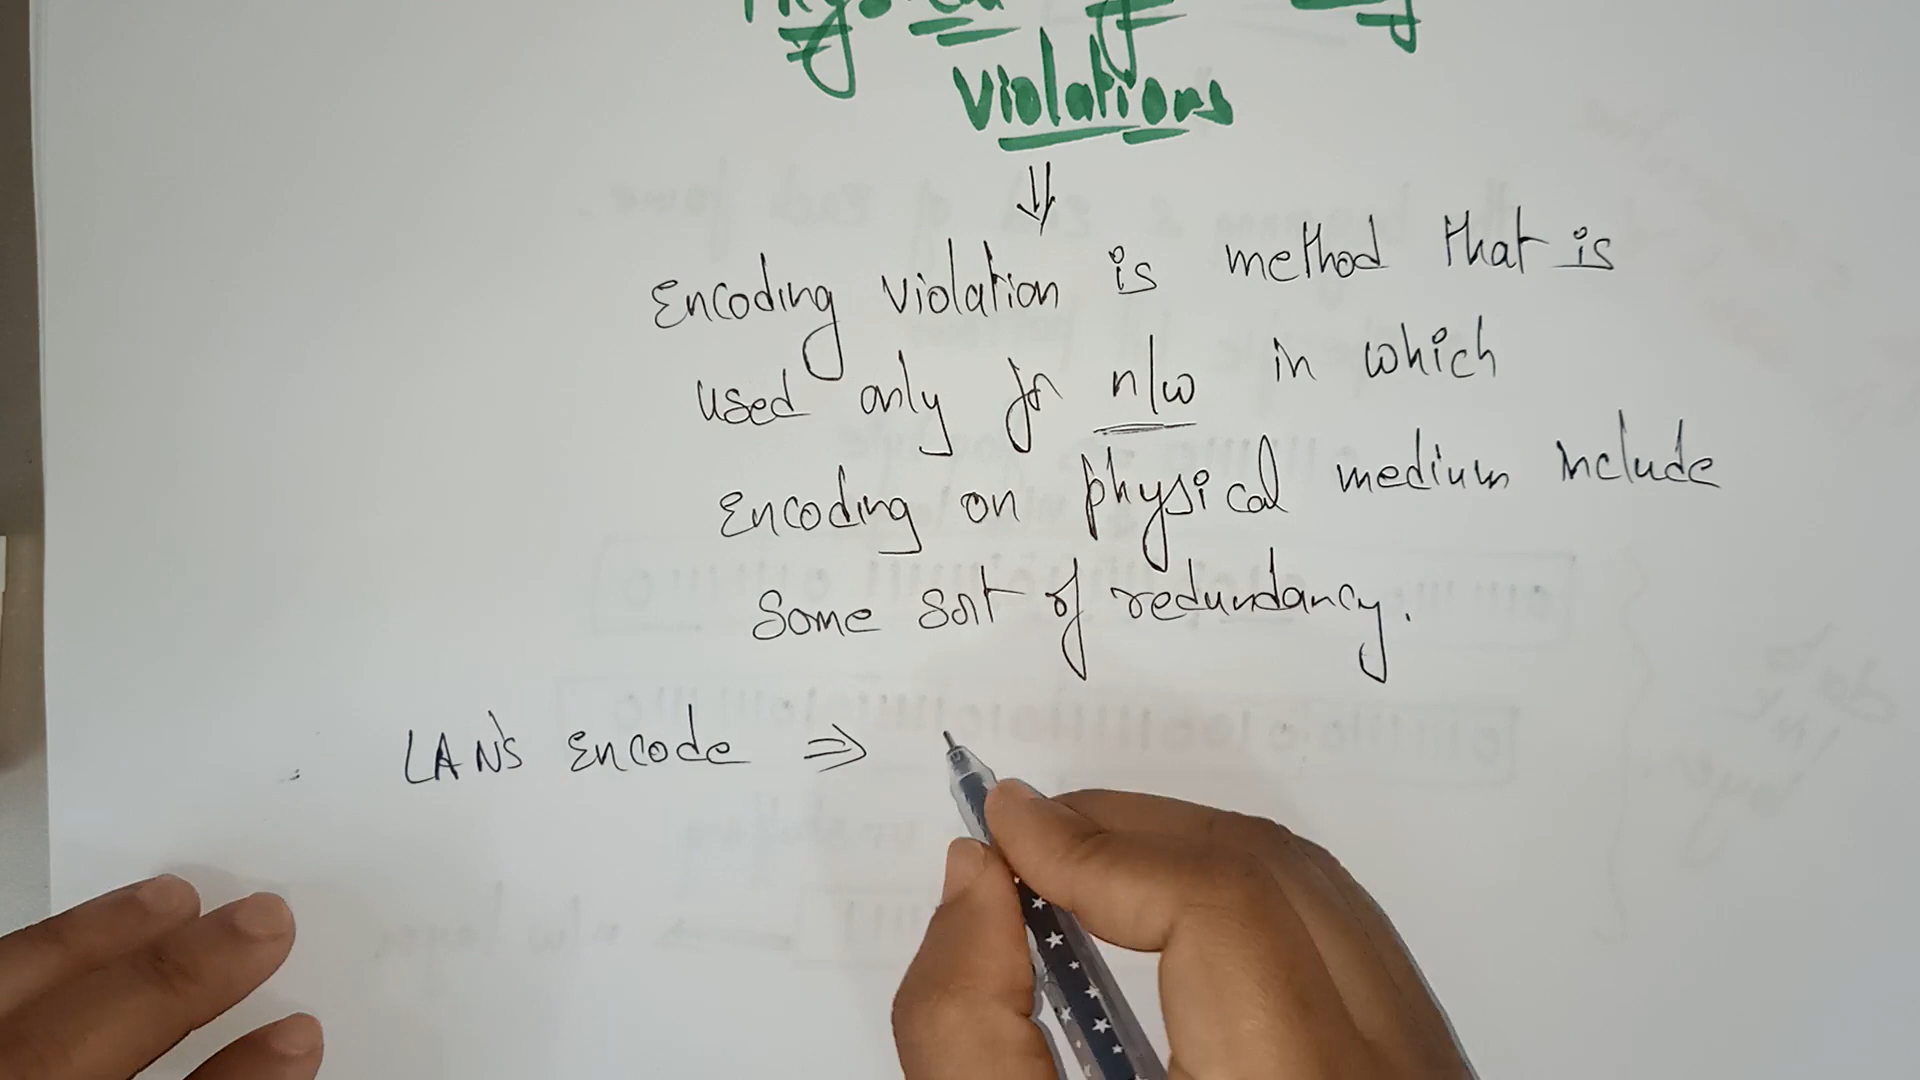 Physical
violations
Encoding violation is method that is
used only for n/w in which
Encoding on physical medium include
Some sort of redundancy.
LAN's Encode ⇒